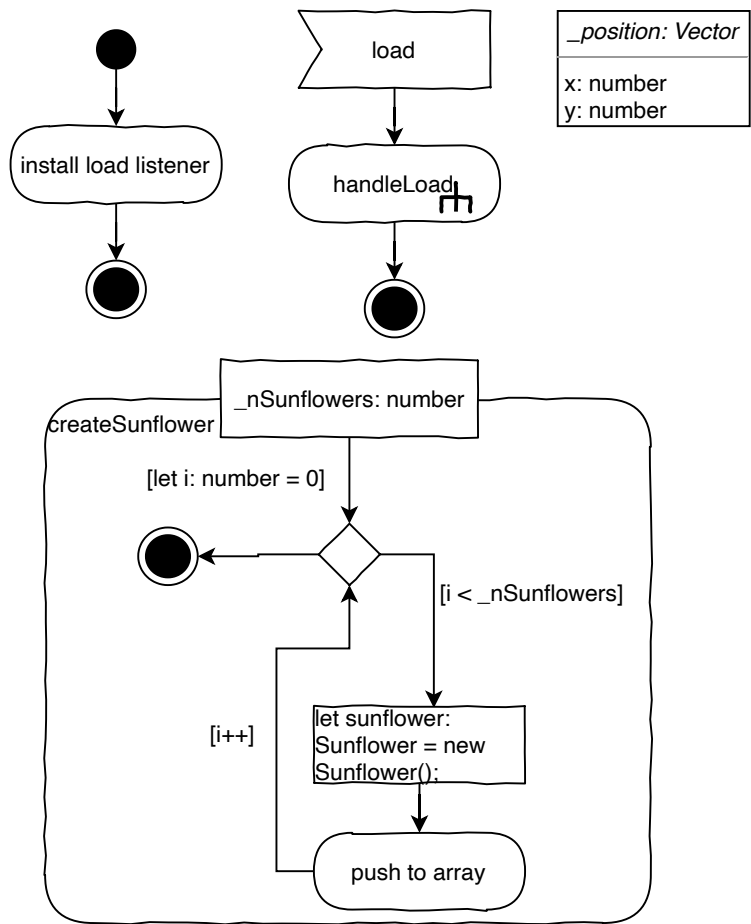 install load listener
load
handleLoad
_position: Vector
x: number
y: number
_nSunflowers: number
createSunflower
[let i: number = 0]
[i < _nSunflowers]
[i++]
let sunflower:
Sunflower = new
Sunflower();
push to array